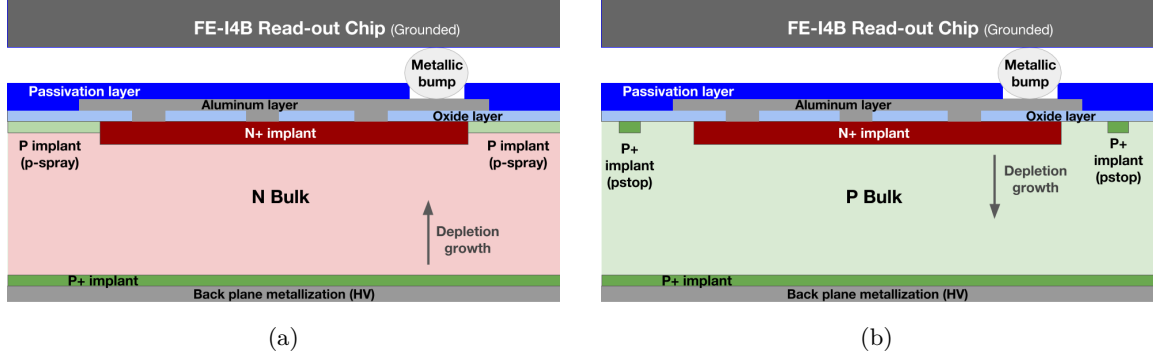 FE-I4B Read-out Chip (Grounded)
Metallic
bump
Passivation layer
Aluminum layer
Oxide layer
N+ implant
P implant
(p-spray)
P implant
(p-spray)
N Bulk
Depletion
growth
P+ implant
Back plane metallization (HV)
(a)
FE-I4B Read-out Chip (Grounded)
Metallic
bump
Passivation layer
Aluminum layer
Oxide layer
N+ implant
P+
implant
(pstop)
P+
implant
(pstop)
Depletion
growth
P Bulk
P+ implant
Back plane metallization (HV)
(b)